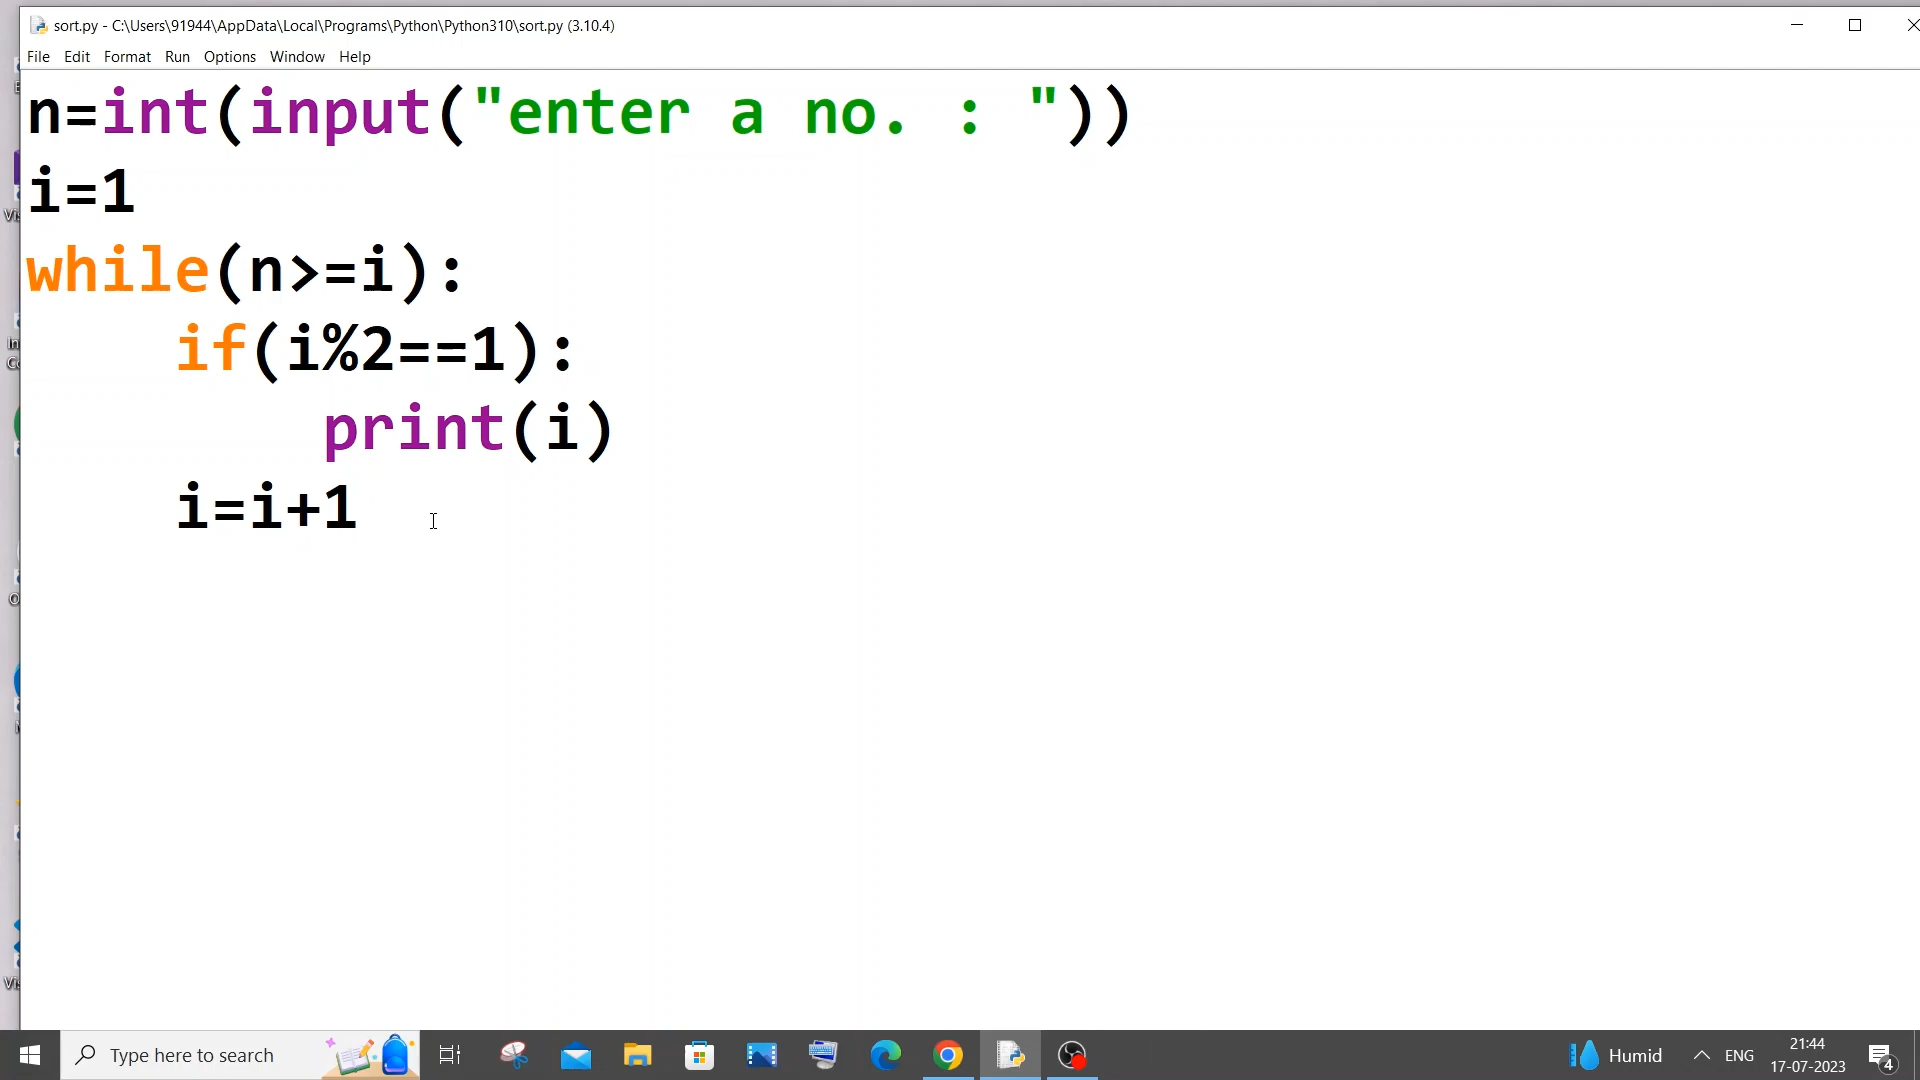 sort.py - C:\Users\91944\AppData\Local\Programs\Python\Python310\sort.py (3.10.4)
File Edit Format Run Options Window Help
n=int(input("enter a no. : "))
i=1
while(n>=i):
    if(i%2==1):
        print(i)
    i=i+1
Type here to search
Humid
ENG
21:44
17-07-2023
4